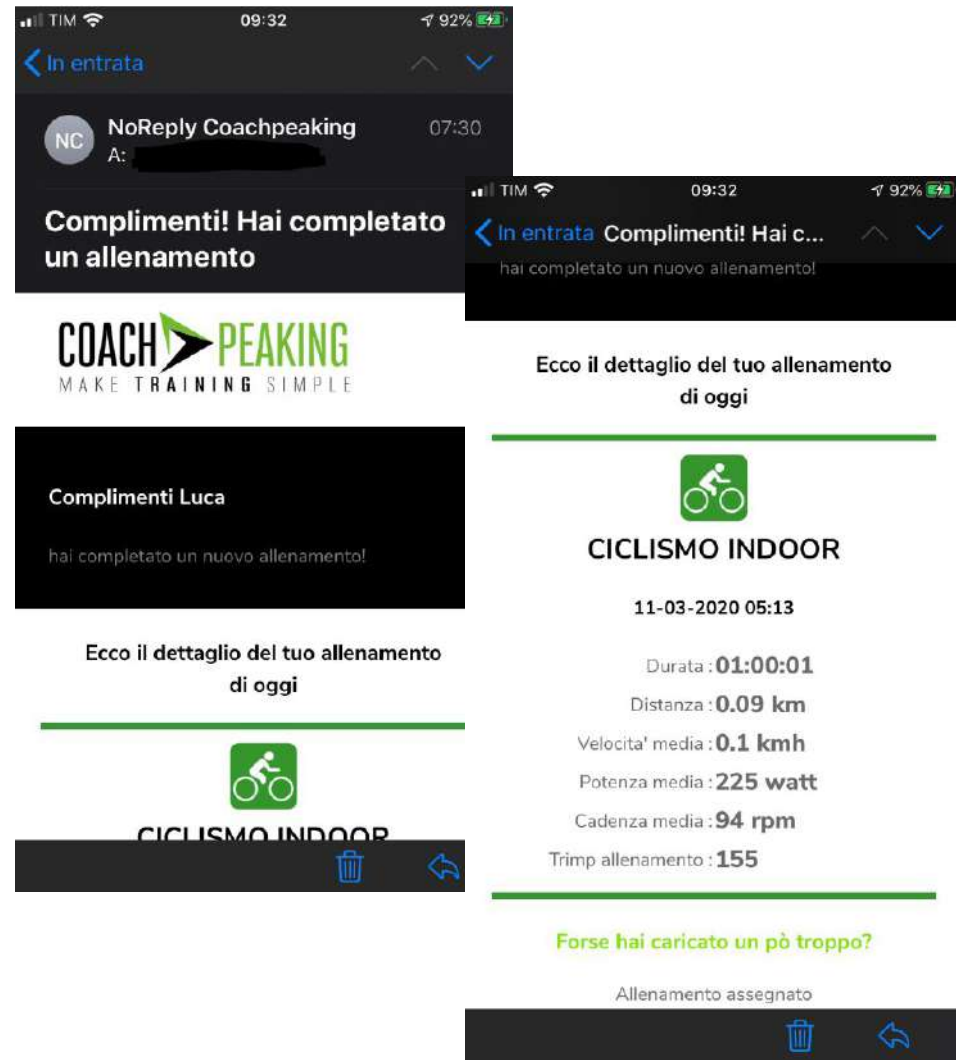 TIM 09:32 92%
In entrata
NC NoReply Coachpeaking 07:30
A:
Complimenti! Hai completato
un allenamento
COACH PEAKING
MAKE TRAINING SIMPLE
Complimenti Luca
hai completato un nuovo allenamento!
Ecco il dettaglio del tuo allenamento
di oggi
CICLISMO INDOOR
TIM 09:32 92%
In entrata Complimenti! Hai c...
hai completato un nuovo allenamento!
Ecco il dettaglio del tuo allenamento
di oggi
CICLISMO INDOOR
11-03-2020 05:13
Durata : 01:00:01
Distanza : 0.09 km
Velocita' media : 0.1 kmh
Potenza media : 225 watt
Cadenza media : 94 rpm
Trimp allenamento : 155
Forse hai caricato un pò troppo?
Allenamento assegnato